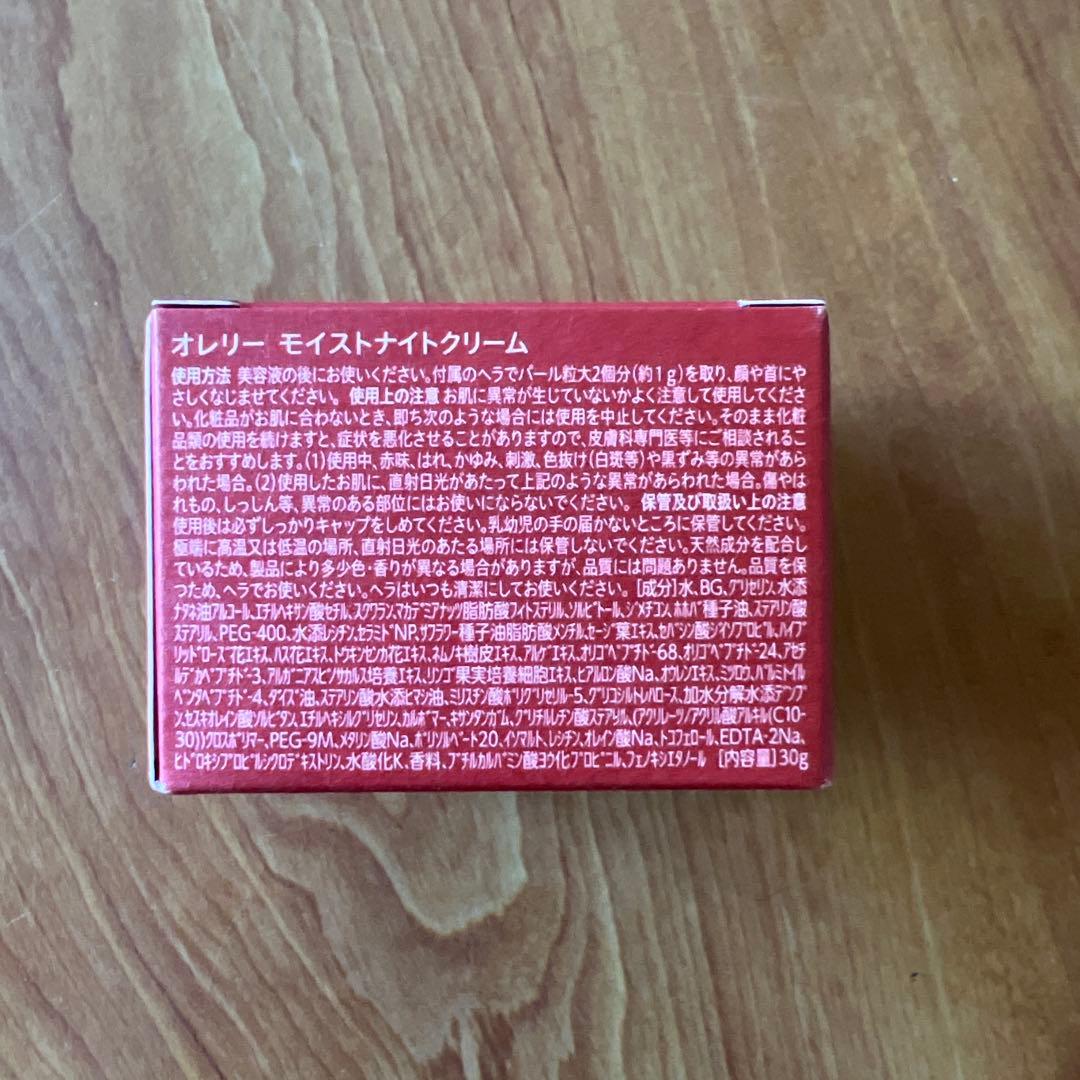 オレリー モイストナイトクリーム
使用方法 美容液の後にお使いください。付属のヘラでパール粒大2個分(約1g)を取り、顔や首にや
さしくなじませてください。 使用上の注意 お肌に異常が生じていないかよく注意して使用してくださ
い。化粧品がお肌に合わないとき、即ち次のような場合には使用を中止してください。そのまま化粧
品類の使用を続けますと、症状を悪化させることがありますので、皮膚科専門医等にご相談されるこ
とをおすすめします。(1)使用中、赤味、はれ、かゆみ、刺激、色抜け(白斑等)や黒ずみ等の異常があら
われた場合。(2)使用したお肌に、直射日光があたって上記のような異常があらわれた場合。傷やは
れもの、しっしん等、異常のある部位にはお使いにならないでください。 保管及び取扱い上の注意
使用後は必ずしっかりキャップをしめてください。乳幼児の手の届かないところに保管してください。
極端に高温又は低温の場所、直射日光のあたる場所には保管しないでください。天然成分を配合し
ているため、製品により多少色・香りが異なる場合がありますが、品質には問題ありません。品質を保
つため、ヘラでお使いください。ヘラはいつも清潔にしてお使いください。 [成分]水、BG、グリセリン、水添
ナタネ油アルコール、エチルヘキサン酸セチル、スクワラン、マカデミアナッツ脂肪酸フィトステリル、ソルビトール、ジメチコン、ホホバ種子油、ステアリン酸
ステアリル、PEG-400、水添レシチン、セラミドNP、サフラワー種子油脂肪酸メンチル、セージ葉エキス、セバシン酸ジイソプロピル、ハイブ
リッドローズ花エキス、ハス花エキス、トウキンセンカ花エキス、ネムノキ樹皮エキス、アルゲエキス、オリゴペプチド-68、オリゴペプチド-24、アセチ
ルデカペプチド-3、アルガニアスピノサカルス培養エキス、リンゴ果実培養細胞エキス、ヒアルロン酸Na、オウレンエキス、ミツロウ、パルミトイル
ペンタペプチド-4、ダイズ油、ステアリン酸水添ヒマシ油、ミリスチン酸ポリグリセリル-5、グリコシルトレハロース、加水分解水添デンプ
ン、セスキオレイン酸ソルビタン、エチルヘキシルグリセリン、カルボマー、キサンタンガム、グリチルレチン酸ステアリル、(アクリレーツ/アクリル酸アルキル(C10-
30))クロスポリマー、PEG-9M、メタリン酸Na、ポリソルベート20、イソマルト、レシチン、オレイン酸Na、トコフェロール、EDTA-2Na、
ヒドロキシプロピルシクロデキストリン、水酸化K、香料、ブチルカルバミン酸ヨウ化プロピニル、フェノキシエタノール [内容量]30g